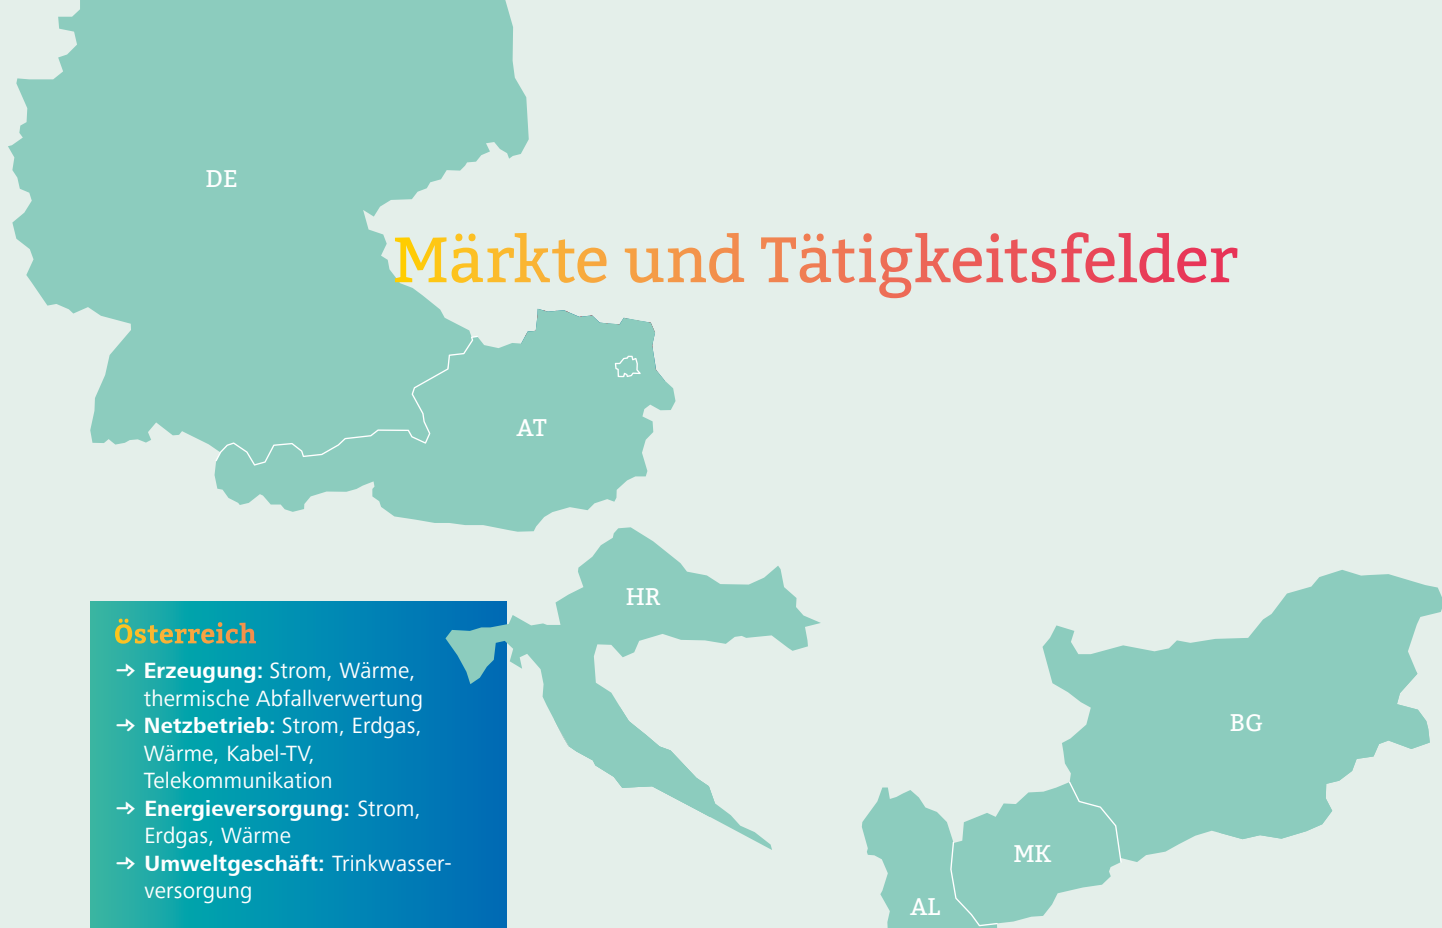 DE
Märkte und Tätigkeitsfelder
AT
HR
Österreich
→ Erzeugung: Strom, Wärme,
thermische Abfallverwertung
→ Netzbetrieb: Strom, Erdgas,
Wärme, Kabel-TV,
Telekommunikation
→ Energieversorgung: Strom,
Erdgas, Wärme
→ Umweltgeschäft: Trinkwasser-
versorgung
BG
MK
AL